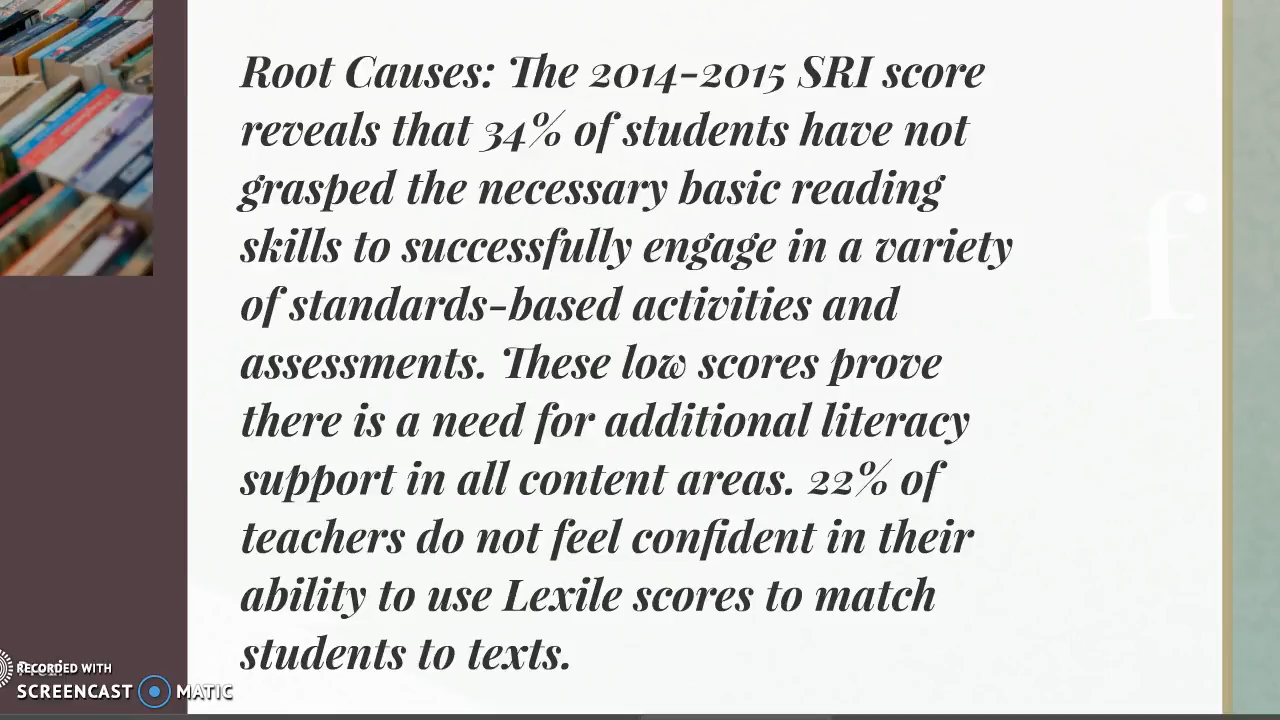 Root Causes: The 2014-2015 SRI score
reveals that 34% of students have not
grasped the necessary basic reading
skills to successfully engage in a variety
of standards-based activities and
assessments. These low scores prove
there is a need for additional literacy
support in all content areas. 22% of
teachers do not feel confident in their
ability to use Lexile scores to match
students to texts.
f
RECORDED WITH
SCREENCAST MATIC